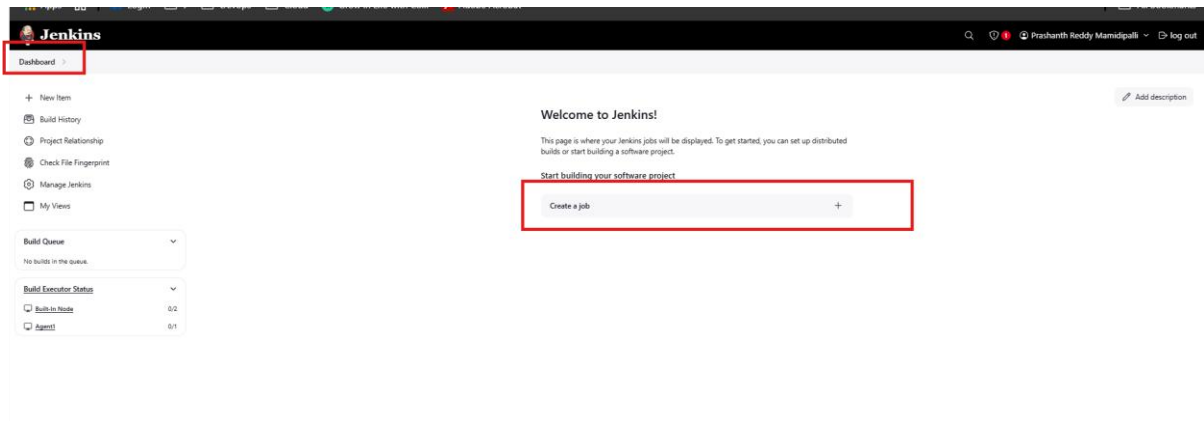 Jenkins
1
Prashanth Reddy Mamidipalli
log out
Dashboard
New Item
Build History
Project Relationship
Check File Fingerprint
Manage Jenkins
My Views
Build Queue
No builds in the queue.
Build Executor Status
Built-In Node 0/2
Agent1 0/1
Add description
Welcome to Jenkins!
This page is where your Jenkins jobs will be displayed. To get started, you can set up distributed
builds or start building a software project.
Start building your software project
Create a job